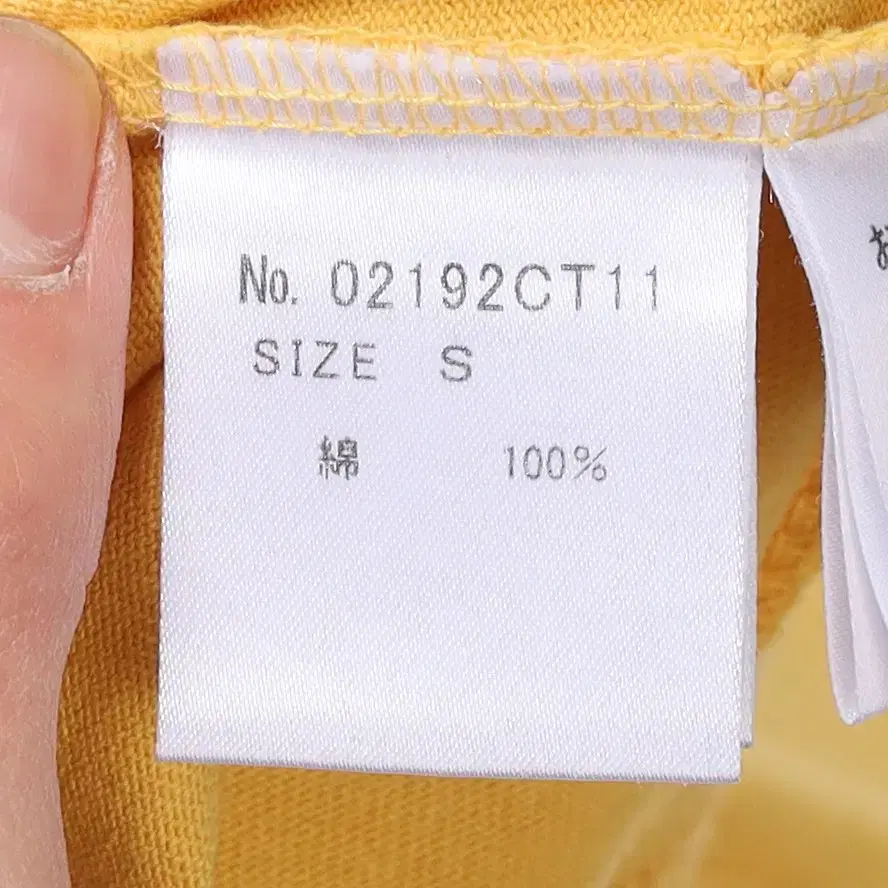 No. 02192CT11
SIZE S
綿 100%